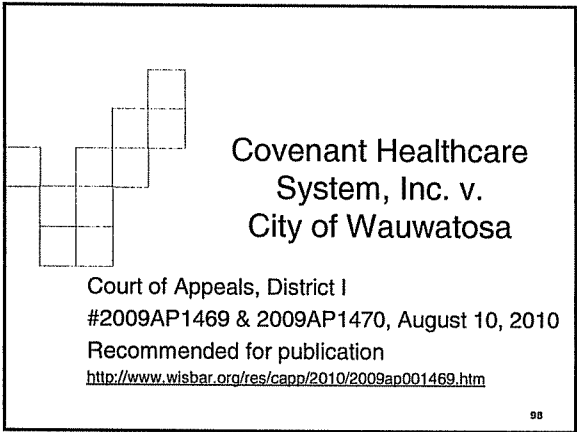 Covenant Healthcare
System, Inc. v.
City of Wauwatosa
Court of Appeals, District I
#2009AP1469 & 2009AP1470, August 10, 2010
Recommended for publication
http://www.wisbar.org/res/capp/2010/2009ap001469.htm
98